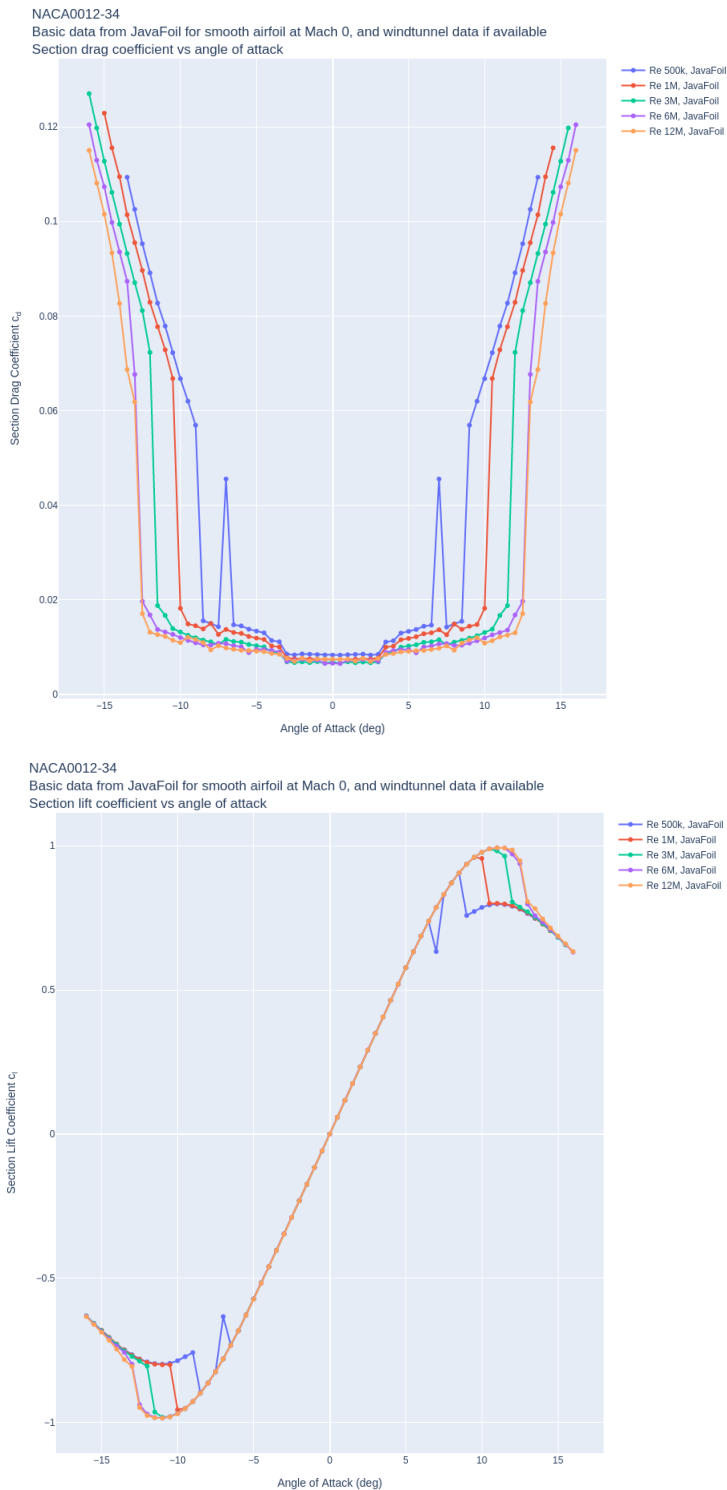 NACA0012-34
Basic data from JavaFoil for smooth airfoil at Mach 0, and windtunnel data if available
Section drag coefficient vs angle of attack
Re 500k, JavaFoil
Re 1M, JavaFoil
Re 3M, JavaFoil
Re 6M, JavaFoil
Re 12M, JavaFoil
0.12
0.1
0.08
0.06
0.04
0.02
0
Section Drag Coefficient cd
−15
−10
−5
0
5
10
15
Angle of Attack (deg)
NACA0012-34
Basic data from JavaFoil for smooth airfoil at Mach 0, and windtunnel data if available
Section lift coefficient vs angle of attack
Re 500k, JavaFoil
Re 1M, JavaFoil
Re 3M, JavaFoil
Re 6M, JavaFoil
Re 12M, JavaFoil
1
0.5
0
−0.5
−1
Section Lift Coefficient cl
−15
−10
−5
0
5
10
15
Angle of Attack (deg)